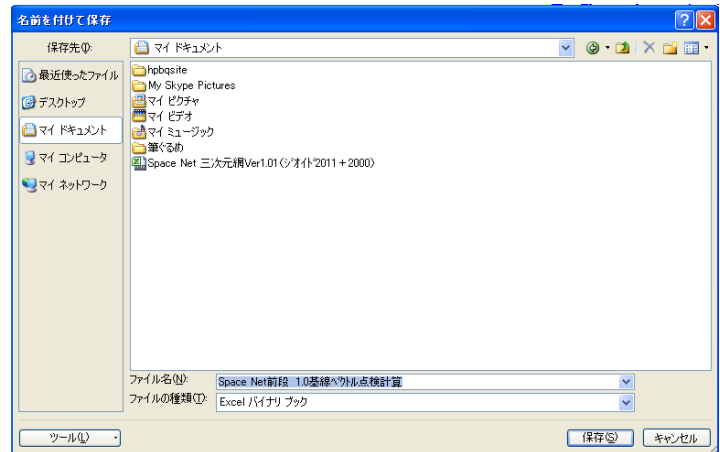 名前を付けて保存
保存先(I):
マイ ドキュメント
最近使ったファイル
デスクトップ
マイ ドキュメント
マイ コンピュータ
マイ ネットワーク
hpbqsite
My Skype Pictures
マイ ピクチャ
マイ ビデオ
マイ ミュージック
筆ぐるめ
Space Net 三次元網Ver1.01(ジオイド2011+2000)
ファイル名(N):
Space Net前段 1.0基線ベクトル点検計算
ファイルの種類(T):
Excel バイナリ ブック
ツール(L)
保存(S)
キャンセル